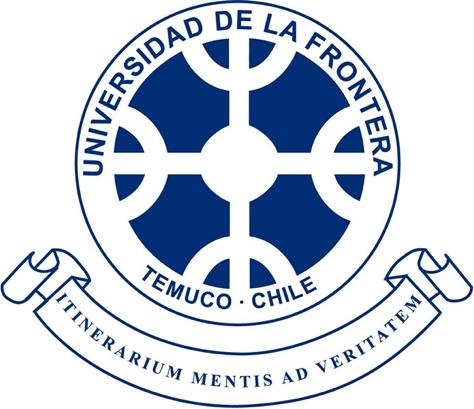 UNIVERSIDAD DE LA FRONTERA
TEMUCO · CHILE
ITINERARIUM MENTIS AD VERITATEM